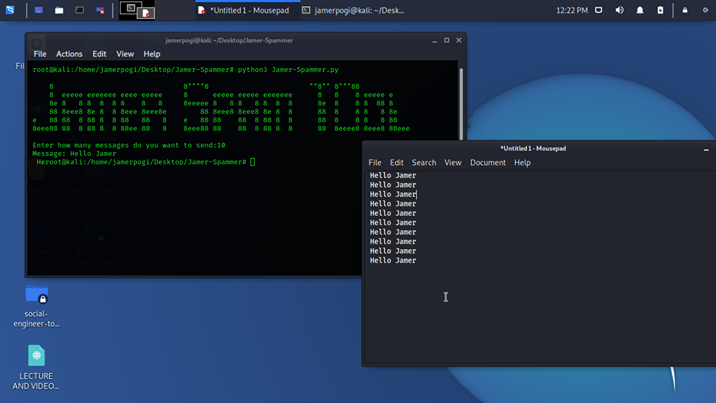 *Untitled 1 - Mousepad
jamerpogi@kali: ~/Desk...
12:22 PM
jamerpogi@kali: ~/Desktop/Jamer-Spammer
File Actions Edit View Help
root@kali:/home/jamerpogi/Desktop/Jamer-Spammer# python3 Jamer-Spammer.py
Enter how many messages do you want to send:10
Message: Hello Jamer
Heroot@kali:/home/jamerpogi/Desktop/Jamer-Spammer#
*Untitled 1 - Mousepad
File Edit Search View Document Help
Hello Jamer
Hello Jamer
Hello Jamer
Hello Jamer
Hello Jamer
Hello Jamer
Hello Jamer
Hello Jamer
Hello Jamer
Hello Jamer
social-
engineer-to...
LECTURE
AND VIDEO...